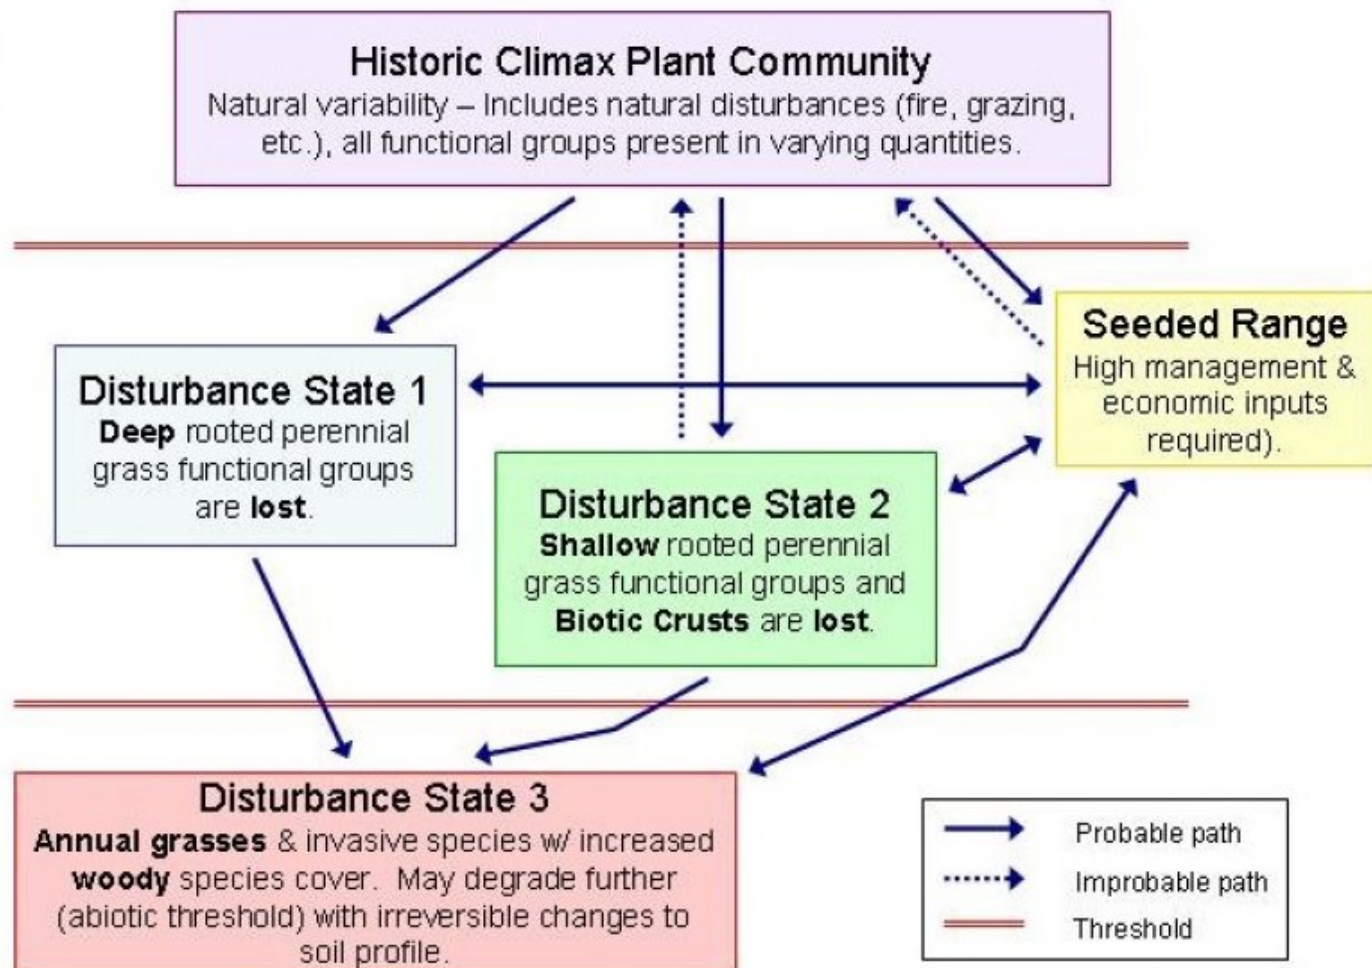 Historic Climax Plant Community
Natural variability – Includes natural disturbances (fire, grazing,
etc.), all functional groups present in varying quantities.
Seeded Range
High management &
economic inputs
required).
Disturbance State 1
Deep rooted perennial
grass functional groups
are lost.
Disturbance State 2
Shallow rooted perennial
grass functional groups and
Biotic Crusts are lost.
Disturbance State 3
Annual grasses & invasive species w/ increased
woody species cover. May degrade further
(abiotic threshold) with irreversible changes to
soil profile.
Probable path
Improbable path
Threshold